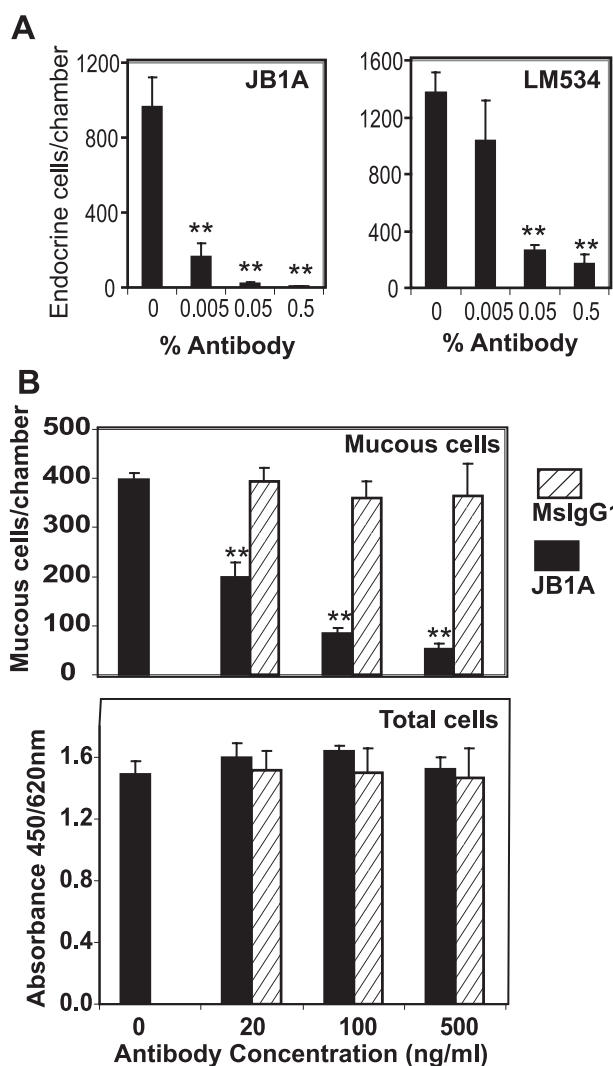 A
JB1A
LM534
Endocrine cells/chamber
1200
800
400
0
1600
1200
800
400
0
** ** **
** **
0 0.005 0.05 0.5
0 0.005 0.05 0.5
% Antibody
% Antibody
B
Mucous cells
Mucous cells/chamber
500
400
300
200
100
0
** ** **
MsIgG1
JB1A
Total cells
Absorbance 450/620nm
1.6
1.2
0.8
0.4
0.0
0 20 100 500
Antibody Concentration (ng/ml)